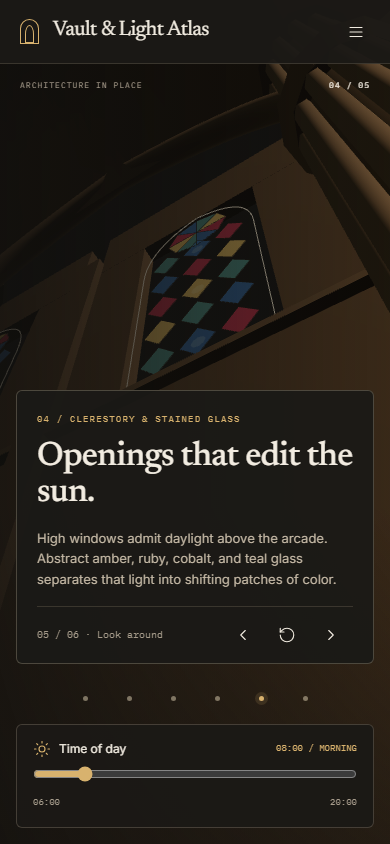 Vault & Light Atlas
ARCHITECTURE IN PLACE
04 / 05
04 / CLERESTORY & STAINED GLASS
Openings that edit the
sun.
High windows admit daylight above the arcade.
Abstract amber, ruby, cobalt, and teal glass
separates that light into shifting patches of color.
05 / 06 · Look around
Time of day
08:00 / MORNING
06:00
20:00